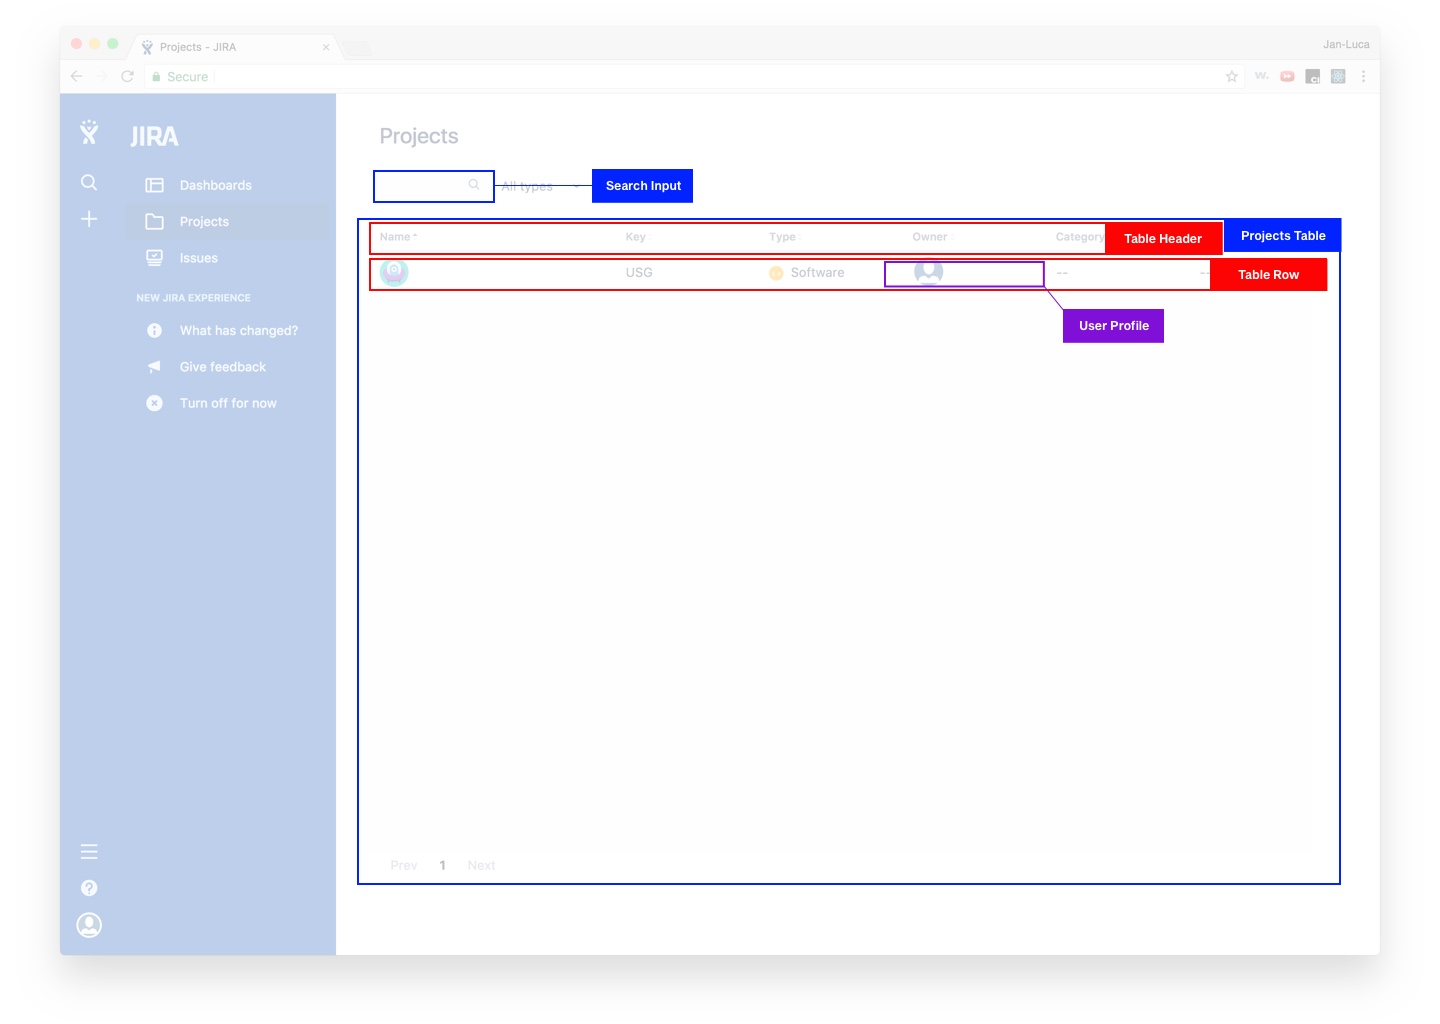 Projects - JIRA
Jan-Luca
Secure
w.
JIRA
Dashboards
Projects
Issues
NEW JIRA EXPERIENCE
What has changed?
Give feedback
Turn off for now
Projects
All types
Search Input
Name
Key
Type
Owner
Category
Table Header
Projects Table
USG
Software
--
--
Table Row
User Profile
Prev
1
Next